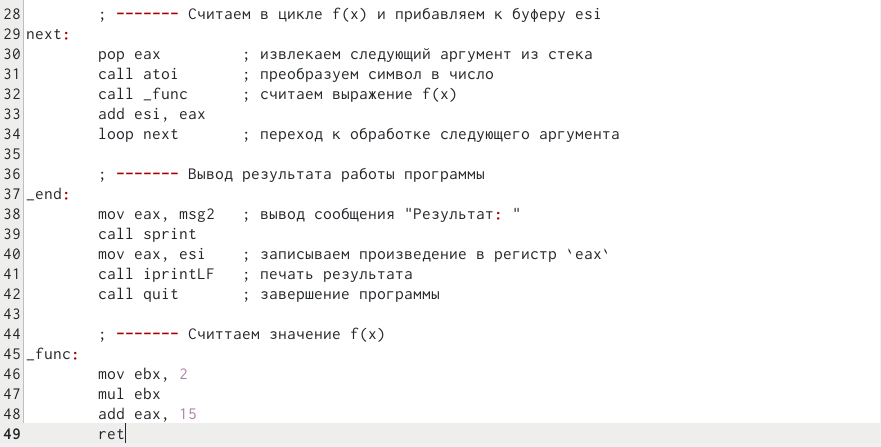 28         ; ------- Считаем в цикле f(x) и прибавляем к буферу esi
29 next:
30         pop eax         ; извлекаем следующий аргумент из стека
31         call atoi       ; преобразуем символ в число
32         call _func      ; считаем выражение f(x)
33         add esi, eax
34         loop next       ; переход к обработке следующего аргумента
35
36         ; ------- Вывод результата работы программы
37 _end:
38         mov eax, msg2   ; вывод сообщения "Результат: "
39         call sprint
40         mov eax, esi    ; записываем произведение в регистр `eax`
41         call iprintLF   ; печать результата
42         call quit       ; завершение программы
43
44         ; ------- Считтаем значение f(x)
45 _func:
46         mov ebx, 2
47         mul ebx
48         add eax, 15
49         ret